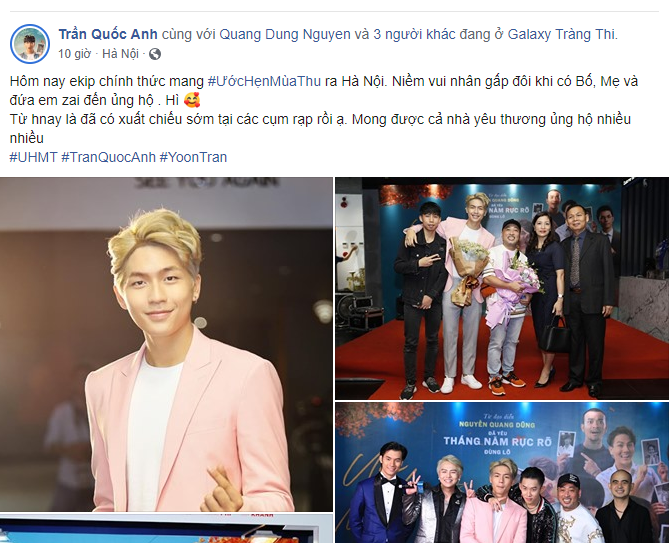 Trần Quốc Anh cùng với Quang Dung Nguyen và 3 người khác đang ở Galaxy Tràng Thi.
10 giờ · Hà Nội ·
Hôm nay ekip chính thức mang #ƯớcHẹnMùaThu ra Hà Nội. Niềm vui nhân gấp đôi khi có Bố, Mẹ và
đứa em zai đến ủng hộ . Hì 🥰
Từ hnay là đã có xuất chiếu sớm tại các cụm rạp rồi ạ. Mong được cả nhà yêu thương ủng hộ nhiều
nhiều
#UHMT #TranQuocAnh #YoonTran
SEE YOU AGAIN
QUANG DŨNG
NĂM RỰC RỠ
Từ đạo diễn
NGUYỄN QUANG DŨNG
ĐÃ YÊU
THÁNG NĂM RỰC RỠ
ĐỪNG LỠ